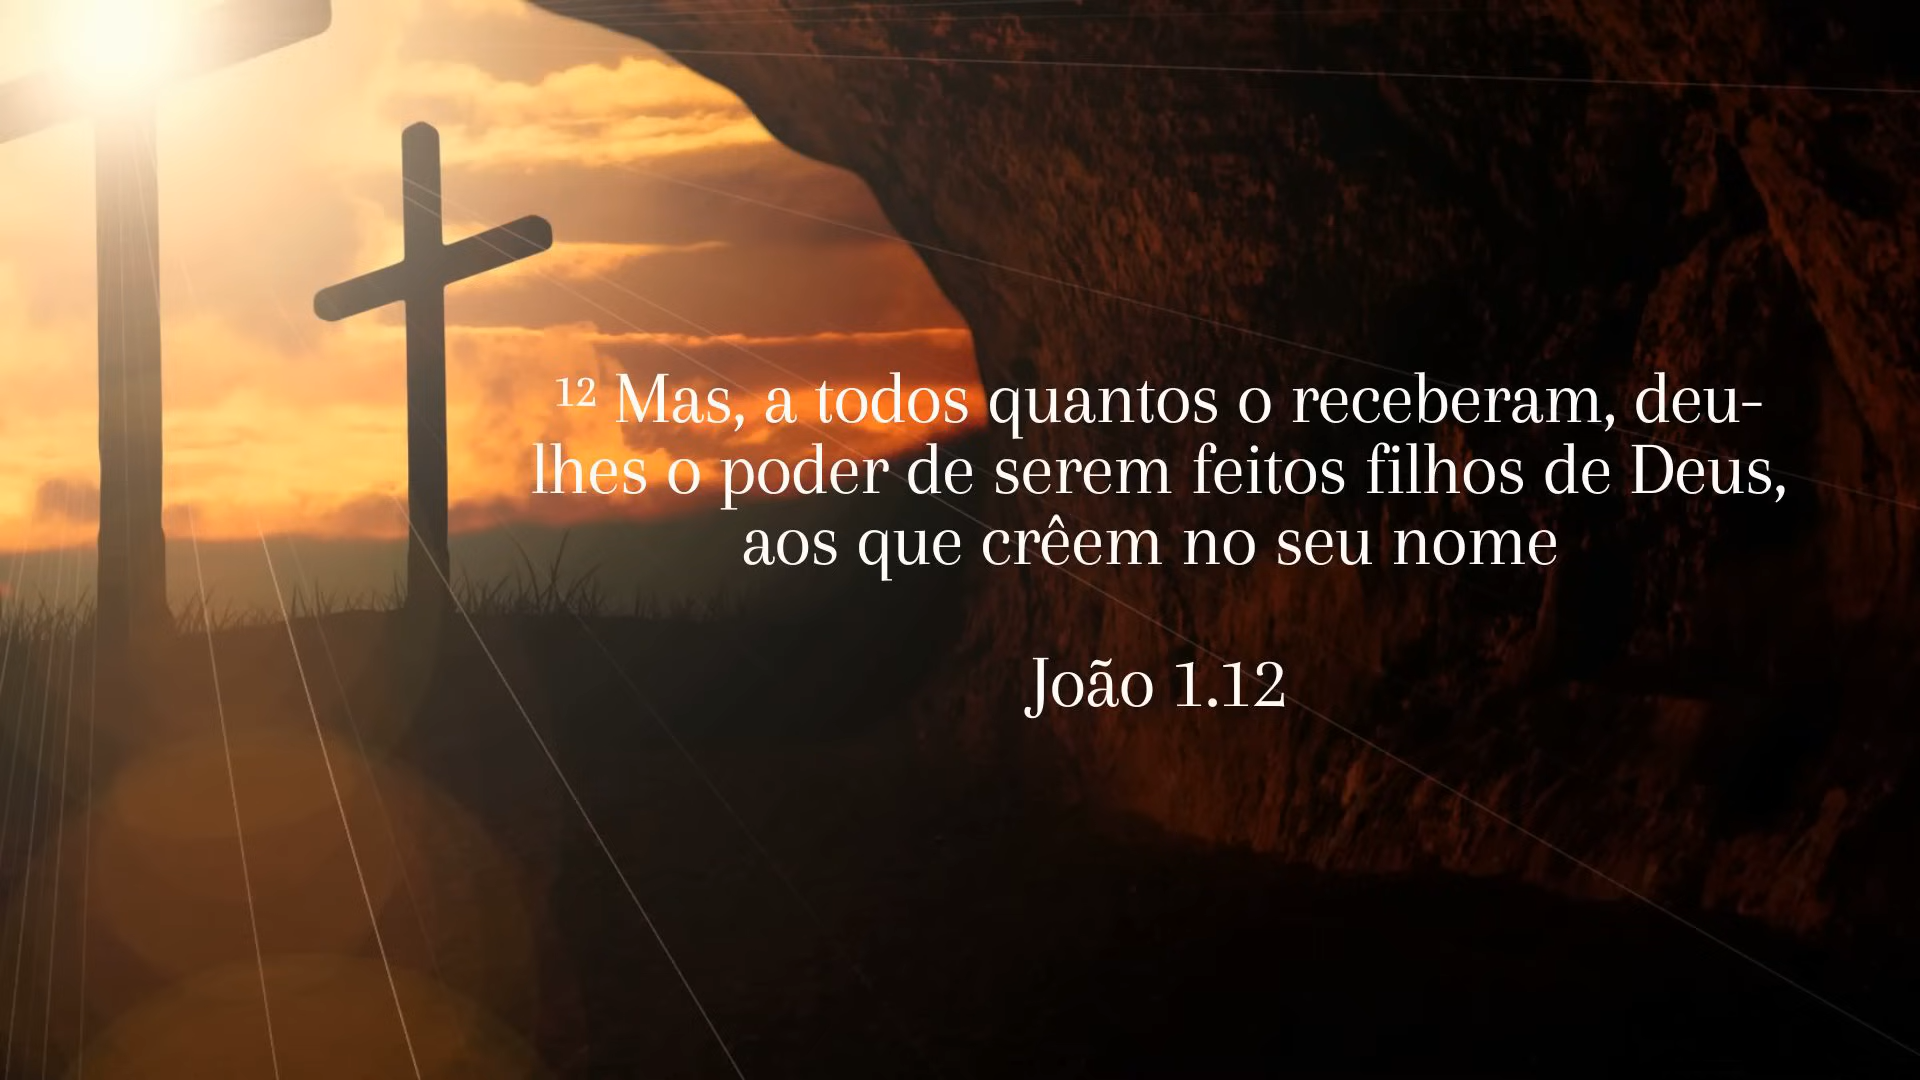 ¹² Mas, a todos quantos o receberam, deu-
lhes o poder de serem feitos filhos de Deus,
aos que crêem no seu nome
João 1.12